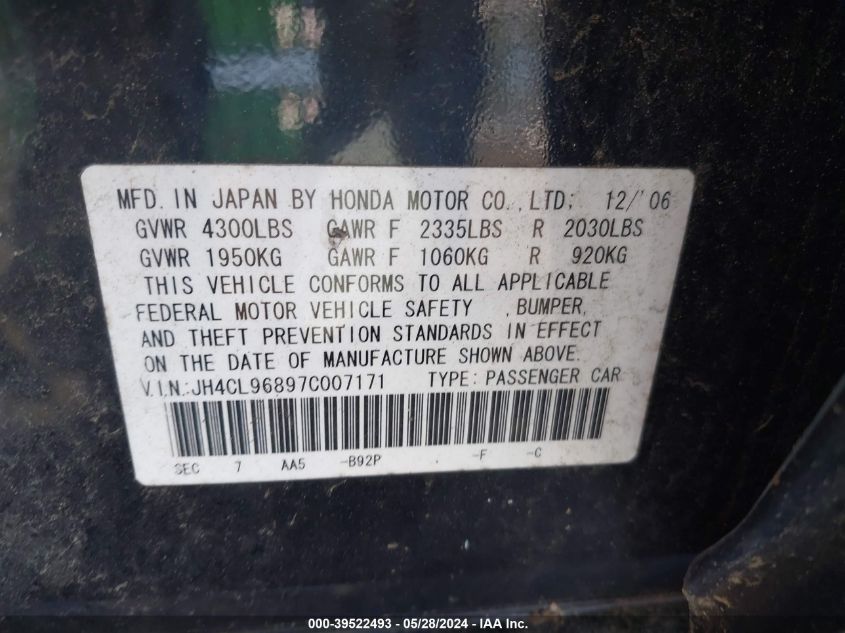 MFD. IN JAPAN BY HONDA MOTOR CO., LTD; 12/'06
GVWR 4300LBS GAWR F 2335LBS R 2030LBS
GVWR 1950KG GAWR F 1060KG R 920KG
THIS VEHICLE CONFORMS TO ALL APPLICABLE
FEDERAL MOTOR VEHICLE SAFETY , BUMPER,
AND THEFT PREVENTION STANDARDS IN EFFECT
ON THE DATE OF MANUFACTURE SHOWN ABOVE.
V.I.N.:JH4CL96897C007171 TYPE: PASSENGER CAR
SEC 7 AA5 -B92P . -F -C
000-39522493 - 05/28/2024 - IAA Inc.